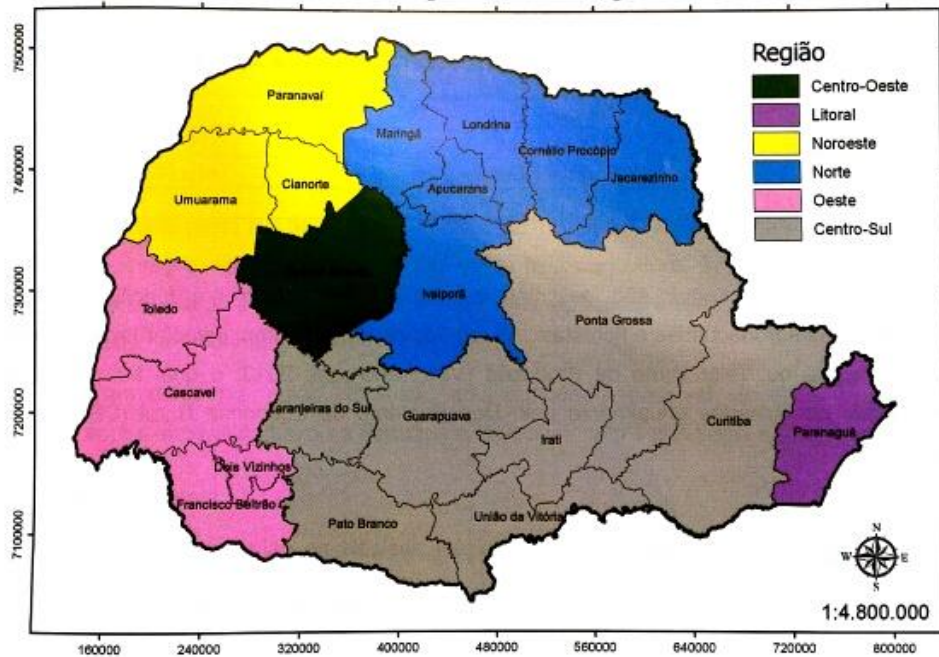 Região
Centro-Oeste
Litoral
Noroeste
Norte
Oeste
Centro-Sul
Paranavaí
Londrina
Maringá
Cornélio Procópio
Jacarezinho
Apucarana
Cianorte
Umuarama
Ivaiporã
Toledo
Ponta Grossa
Cascavel
Laranjeiras do Sul
Guarapuava
Curitiba
Paranaguá
Irati
Dois Vizinhos
Francisco Beltrão
Pato Branco
União da Vitória
N
W E
S
1:4.800.000
7500000
7400000
7300000
7200000
7100000
160000 240000 320000 400000 480000 560000 640000 720000 800000